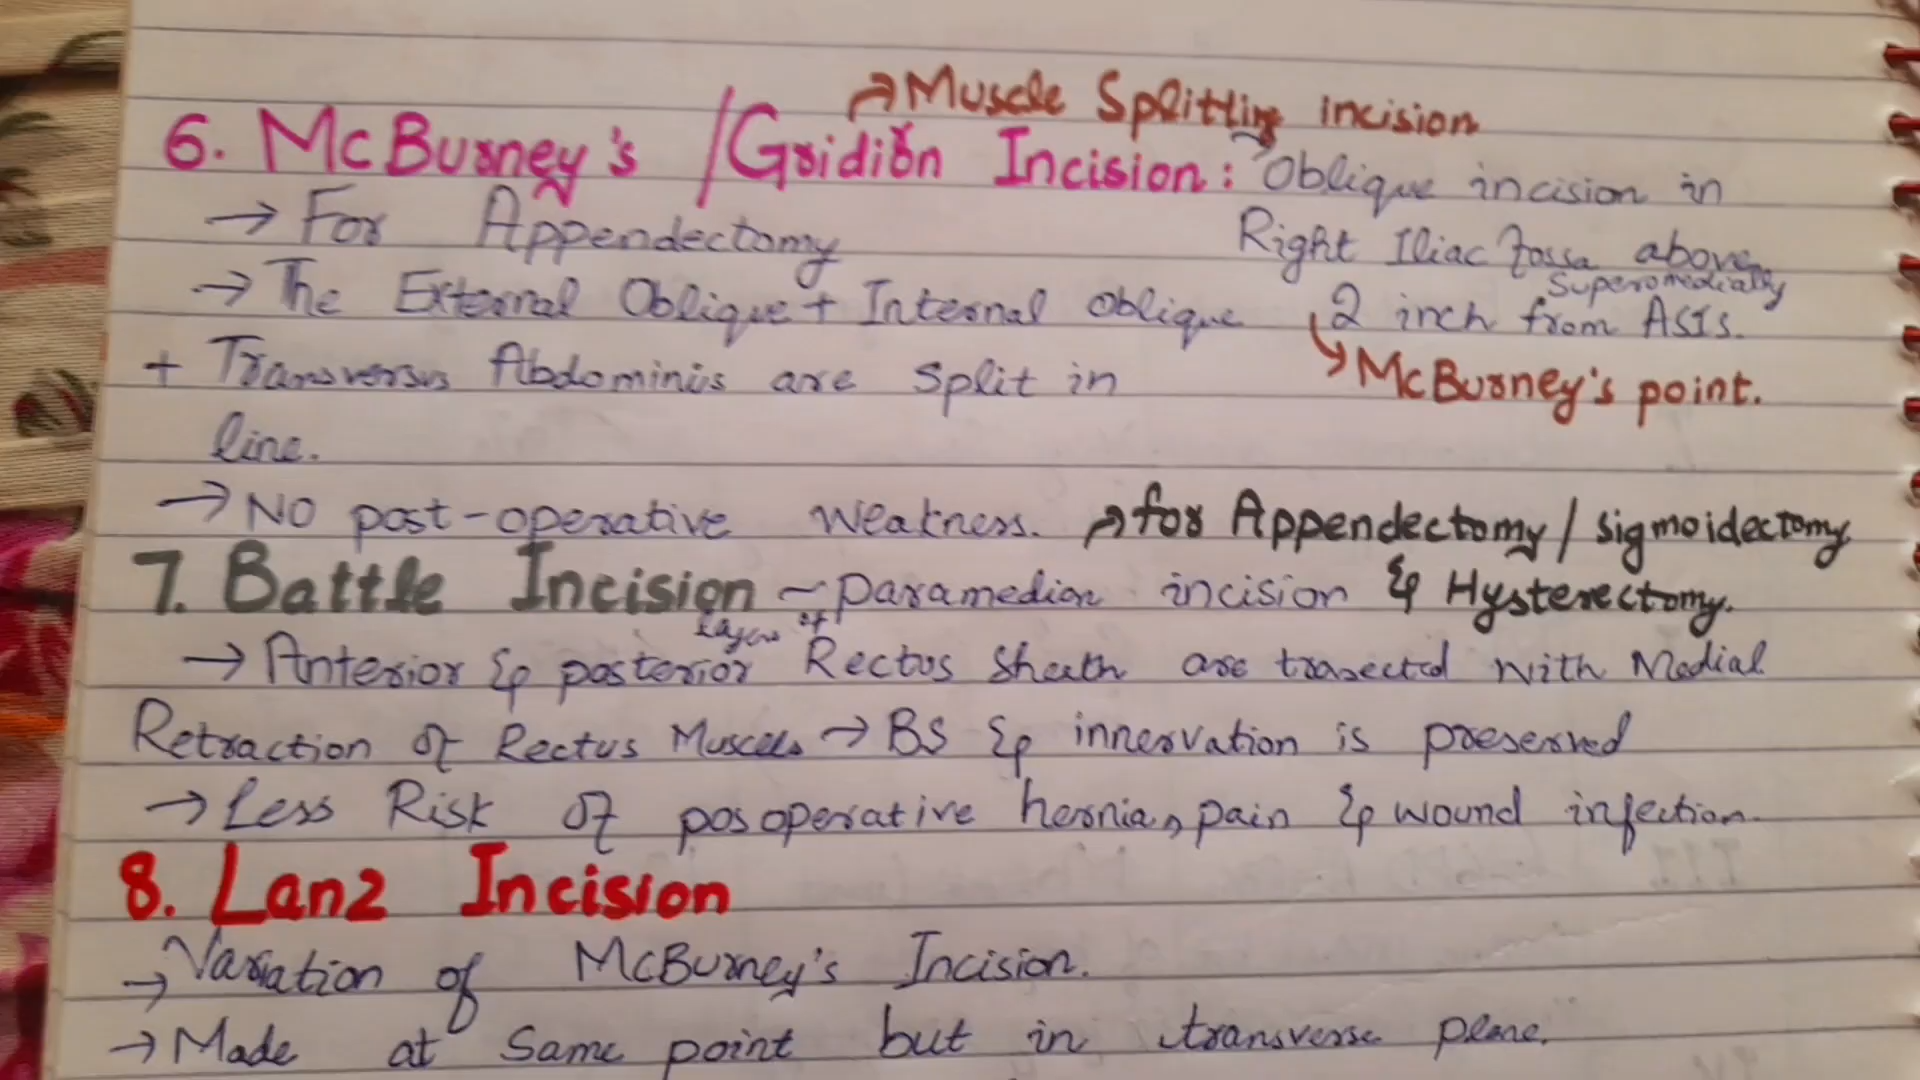 → Muscle Splitting incision
6. McBurney's / Gridion Incision: Oblique incision in
→ For Appendectomy Right Iliac fossa above
Superomedially
→ The External Oblique + Internal oblique 2 inch from ASIS.
+ Transversus Abdominis are split in → McBurney's point.
line.
→ NO post-operative weakness. → for Appendectomy / sigmoidectomy
7. Battle Incision ~ paramedian incision & Hysterectomy.
layers of
→ Anterior & posterior Rectus Sheath are trasected with Medial
Retraction of Rectus Muscles → BS & innervation is preserved
→ Less Risk of posoperative hernia, pain & wound infection.
8. Lanz Incision
→ Variation of McBurney's Incision.
→ Made at same point but in transverse plane.